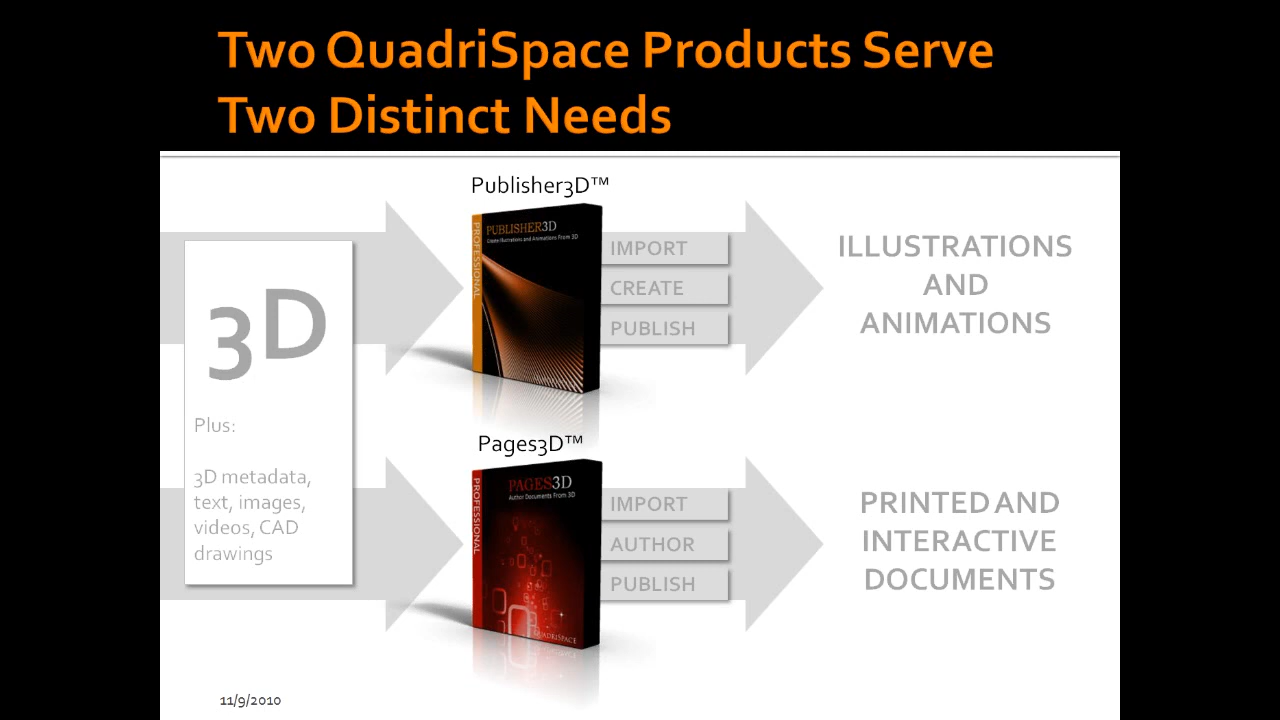 Two QuadriSpace Products Serve
Two Distinct Needs
Publisher3D™
PROFESSIONAL
PUBLISHER3D
Create Illustrations and Animations From 3D
IMPORT
CREATE
PUBLISH
ILLUSTRATIONS
AND
ANIMATIONS
3D
Plus:
3D metadata,
text, images,
videos, CAD
drawings
Pages3D™
PROFESSIONAL
PAGES3D
Author Documents From 3D
QUADRISPACE
IMPORT
AUTHOR
PUBLISH
PRINTED AND
INTERACTIVE
DOCUMENTS
11/9/2010